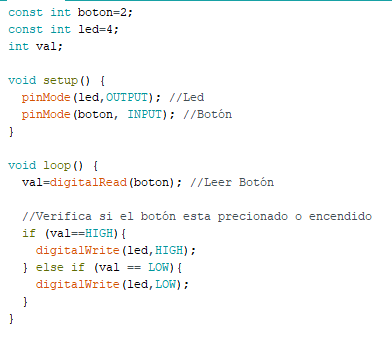 const int boton=2;
const int led=4;
int val;

void setup() {
  pinMode(led,OUTPUT); //Led
  pinMode(boton, INPUT); //Botón
}

void loop() {
  val=digitalRead(boton); //Leer Botón

  //Verifica si el botón esta precionado o encendido
  if (val==HIGH){
    digitalWrite(led,HIGH);
  } else if (val == LOW){
    digitalWrite(led,LOW);
  }
}